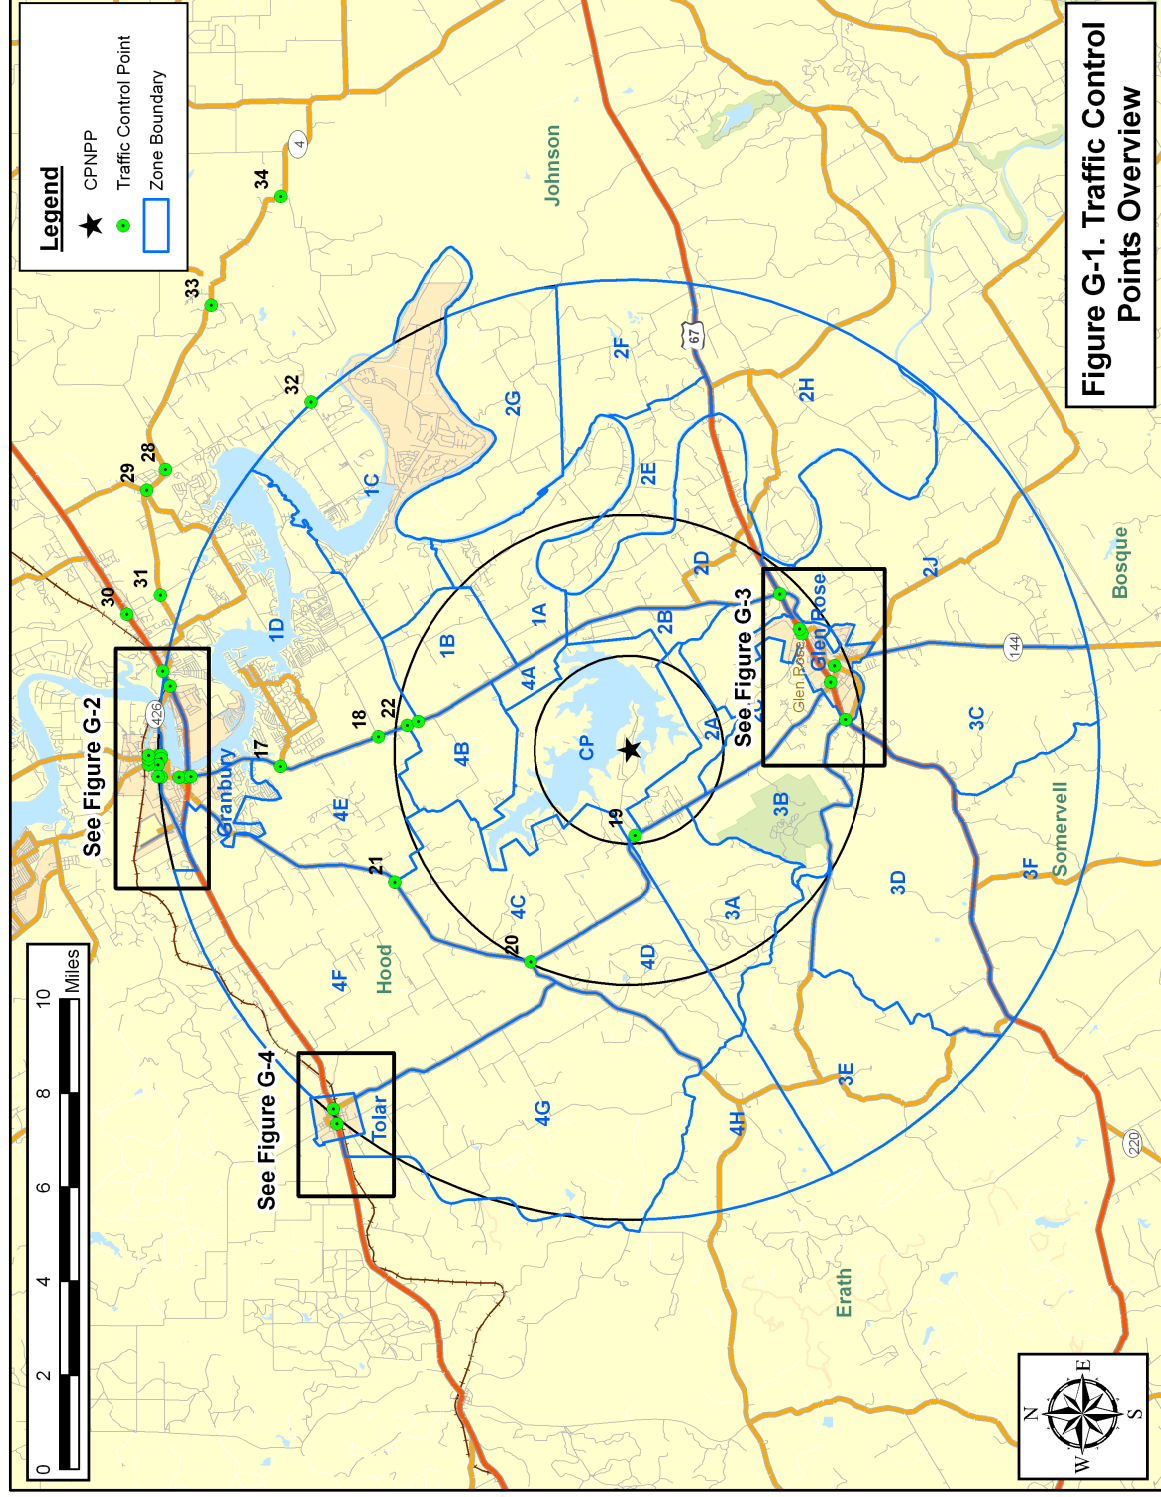 Figure G-1. Traffic Control
Points Overview
Legend
CPNPP
Traffic Control Point
Zone Boundary
0 2 4 6 8 10
Miles
See Figure G-4
See Figure G-2
See Figure G-3
N
W
E
S
Hood
Johnson
Erath
Somervell
Bosque
Granbury
Tolar
Glen Rose
Glen Rose
CP
1A
1B
1C
1D
2A
2B
2C
2D
2E
2F
2G
2H
2J
3A
3B
3C
3D
3E
3F
4A
4B
4C
4D
4E
4F
4G
4H
17
18
19
20
21
22
28
29
30
31
32
33
34
4
67
144
220
426